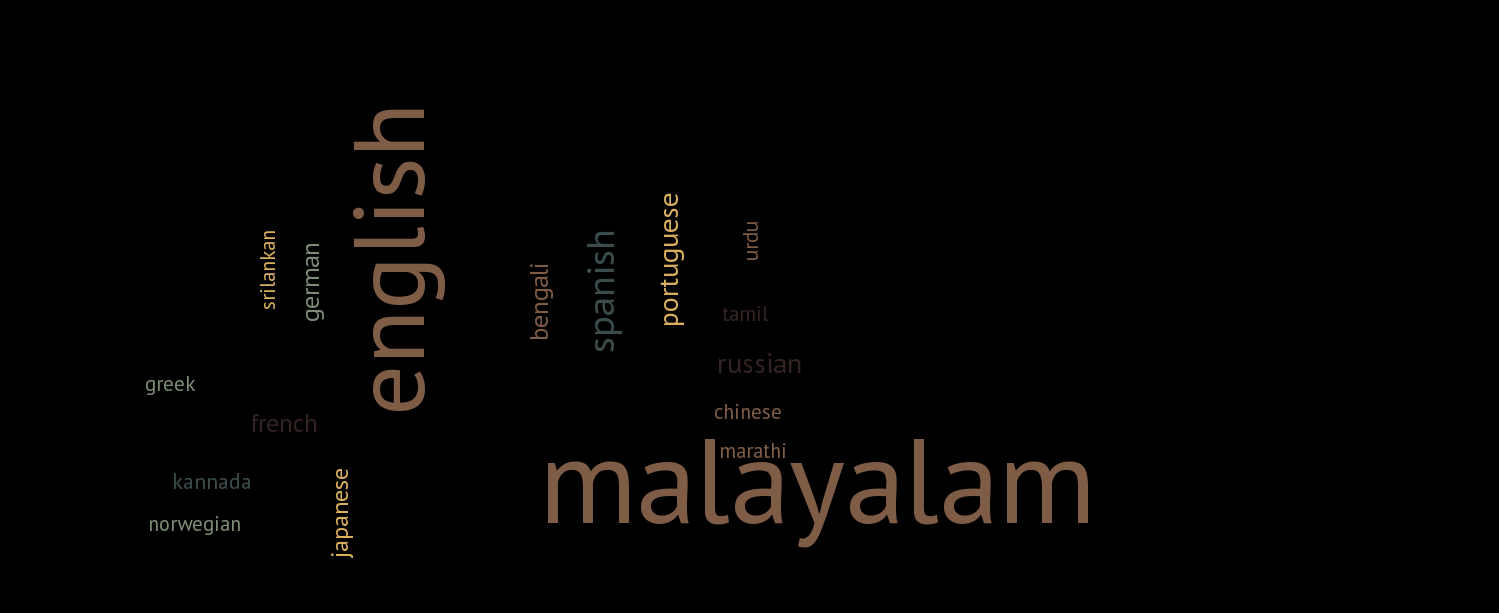 english
portuguese
urdu
srilankan
spanish
german
bengali
tamil
russian
greek
chinese
french
marathi
malayalam
kannada
japanese
norwegian